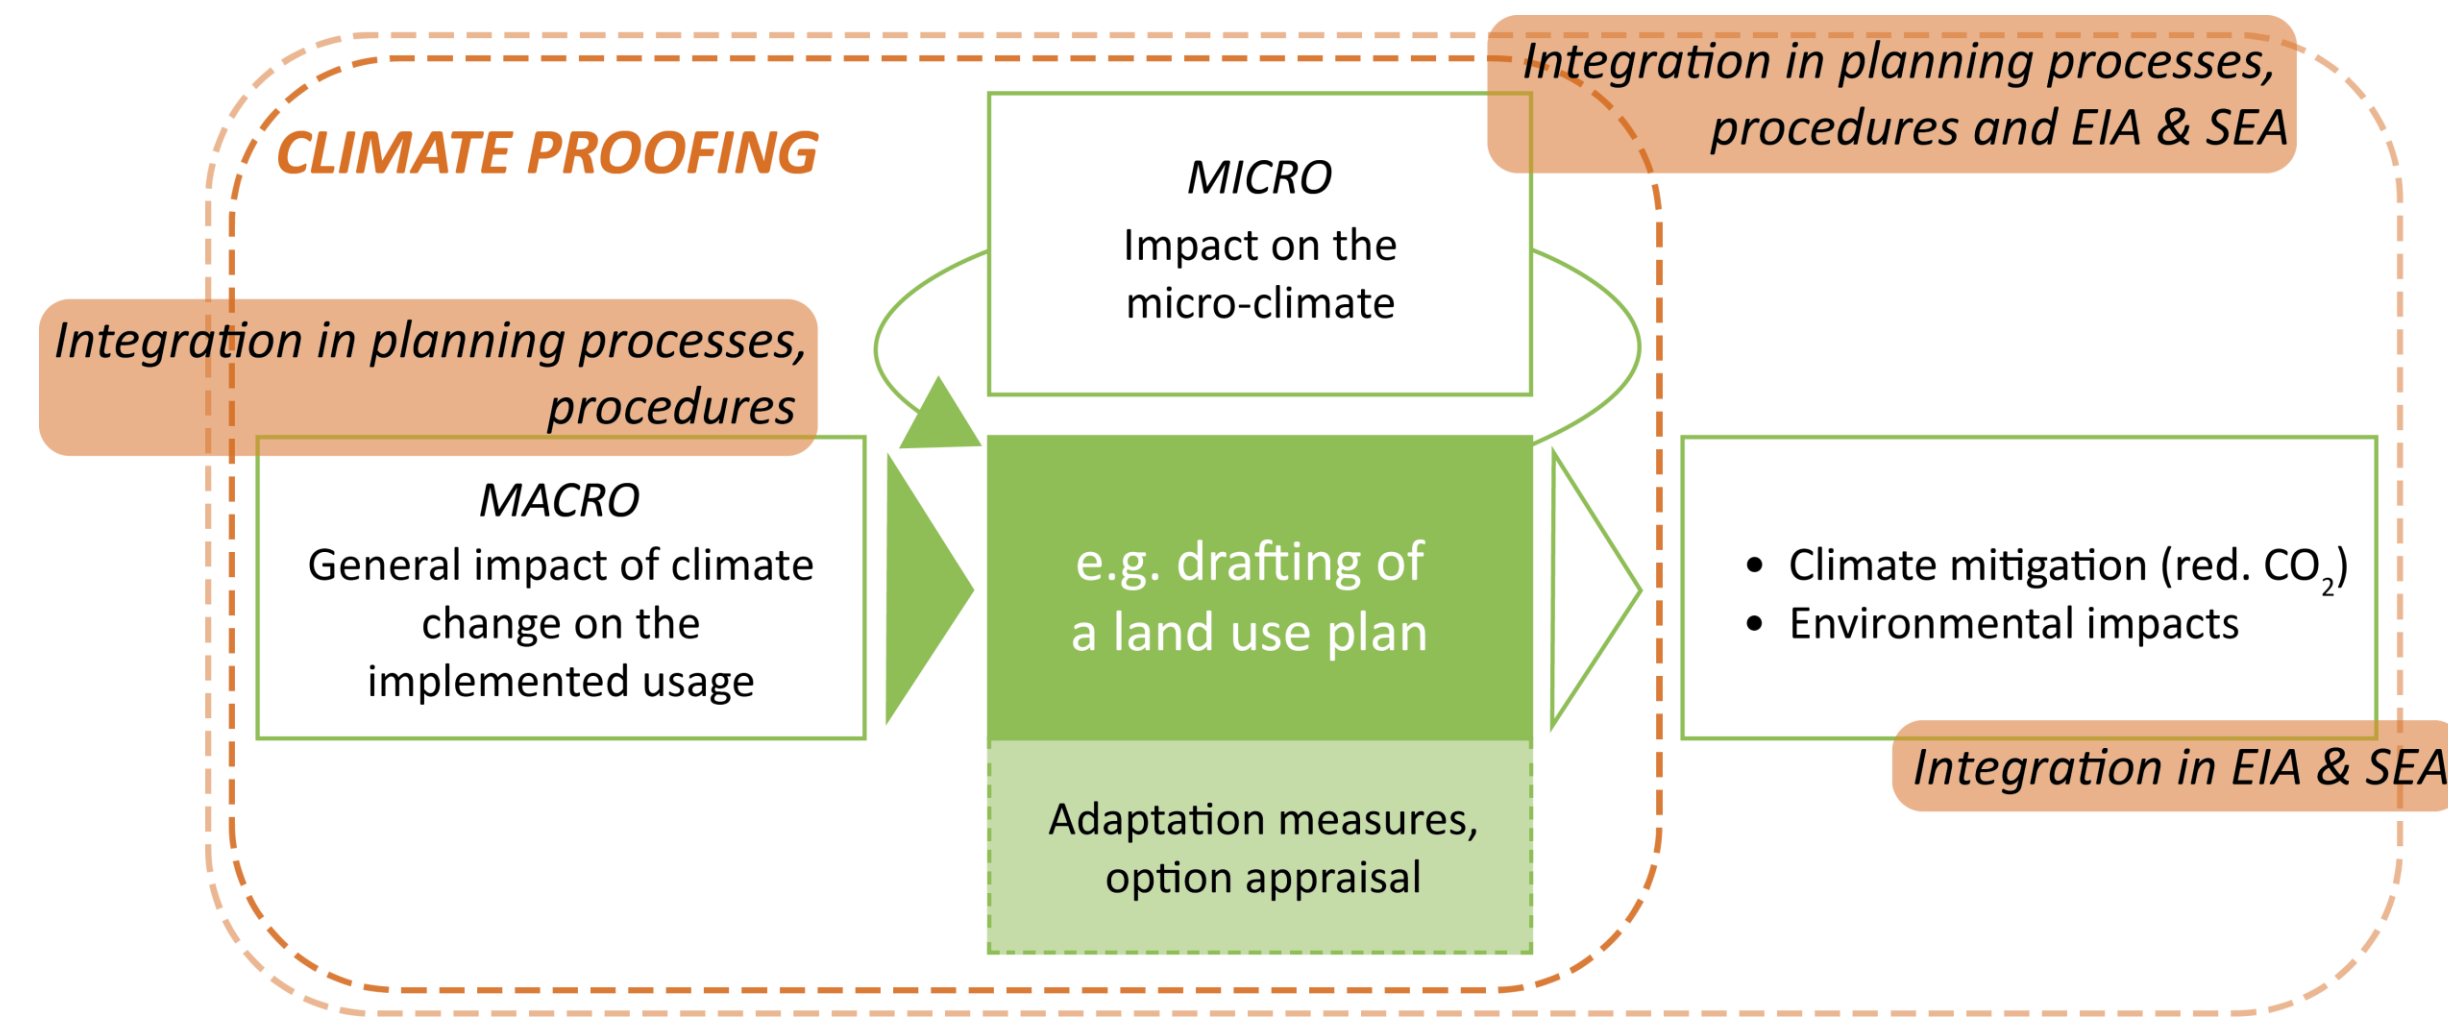 Integration in planning processes,
procedures and EIA & SEA
CLIMATE PROOFING
MICRO
Impact on the
micro-climate
Integration in planning processes,
procedures
MACRO
General impact of climate
change on the
implemented usage
e.g. drafting of
a land use plan
• Climate mitigation (red. CO₂)
• Environmental impacts
Integration in EIA & SEA
Adaptation measures,
option appraisal